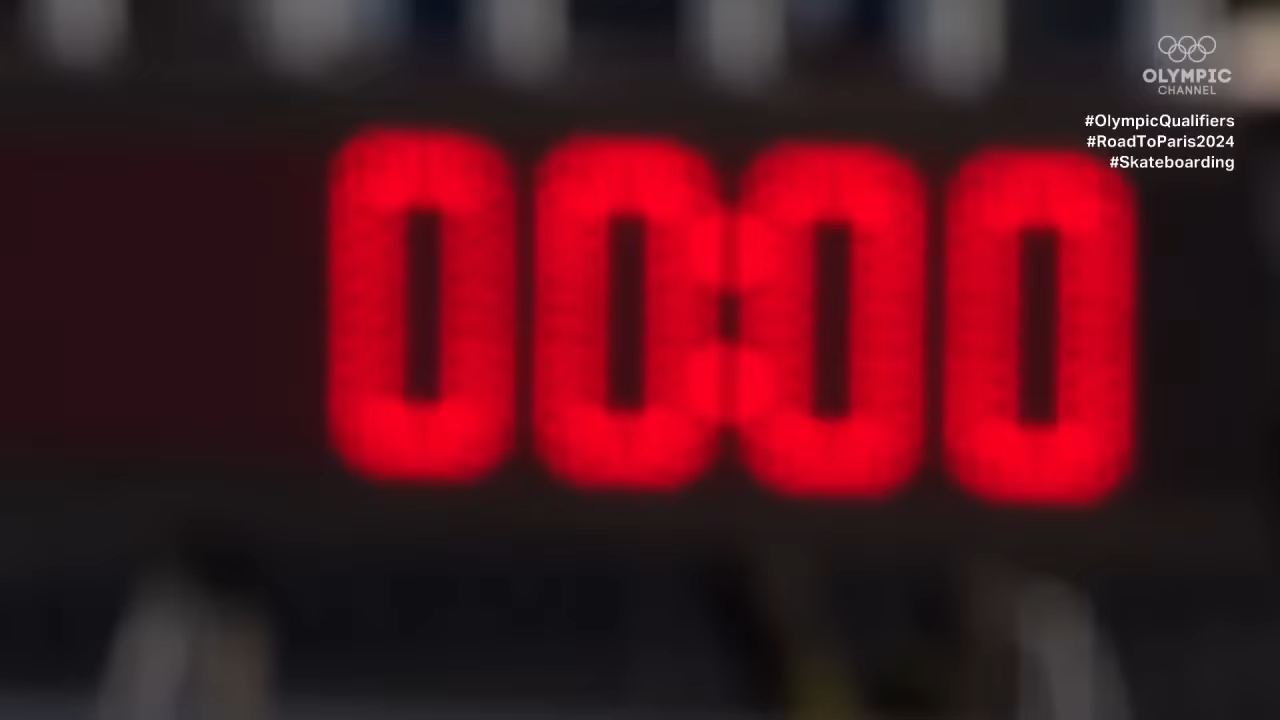 OLYMPIC
CHANNEL
#OlympicQualifiers
#RoadToParis2024
#Skateboarding
00:00